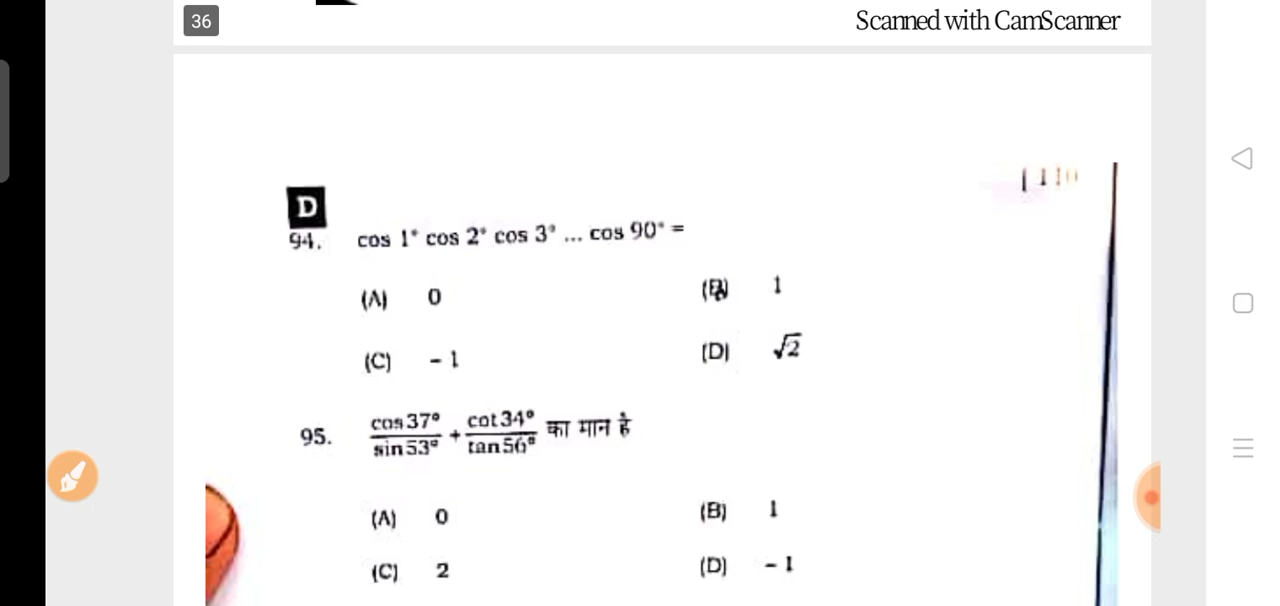 36 Scanned with CamScanner
D
94. cos 1° cos 2° cos 3° ... cos 90° =
(A) 0 (B) 1
(C) - 1 (D) √2
95. cos 37°/sin 53° + cot 34°/tan 56° का मान है
(A) 0 (B) 1
(C) 2 (D) - 1